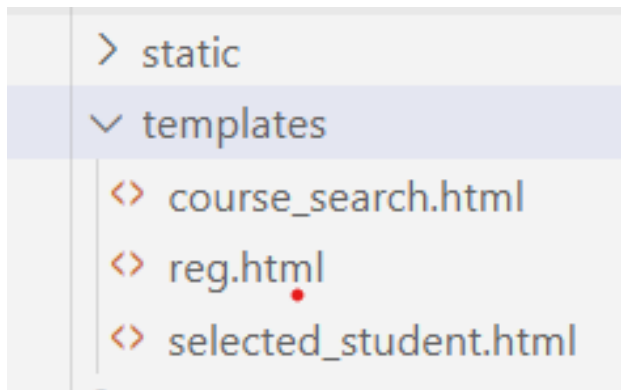 static
templates
course_search.html
reg.html
selected_student.html